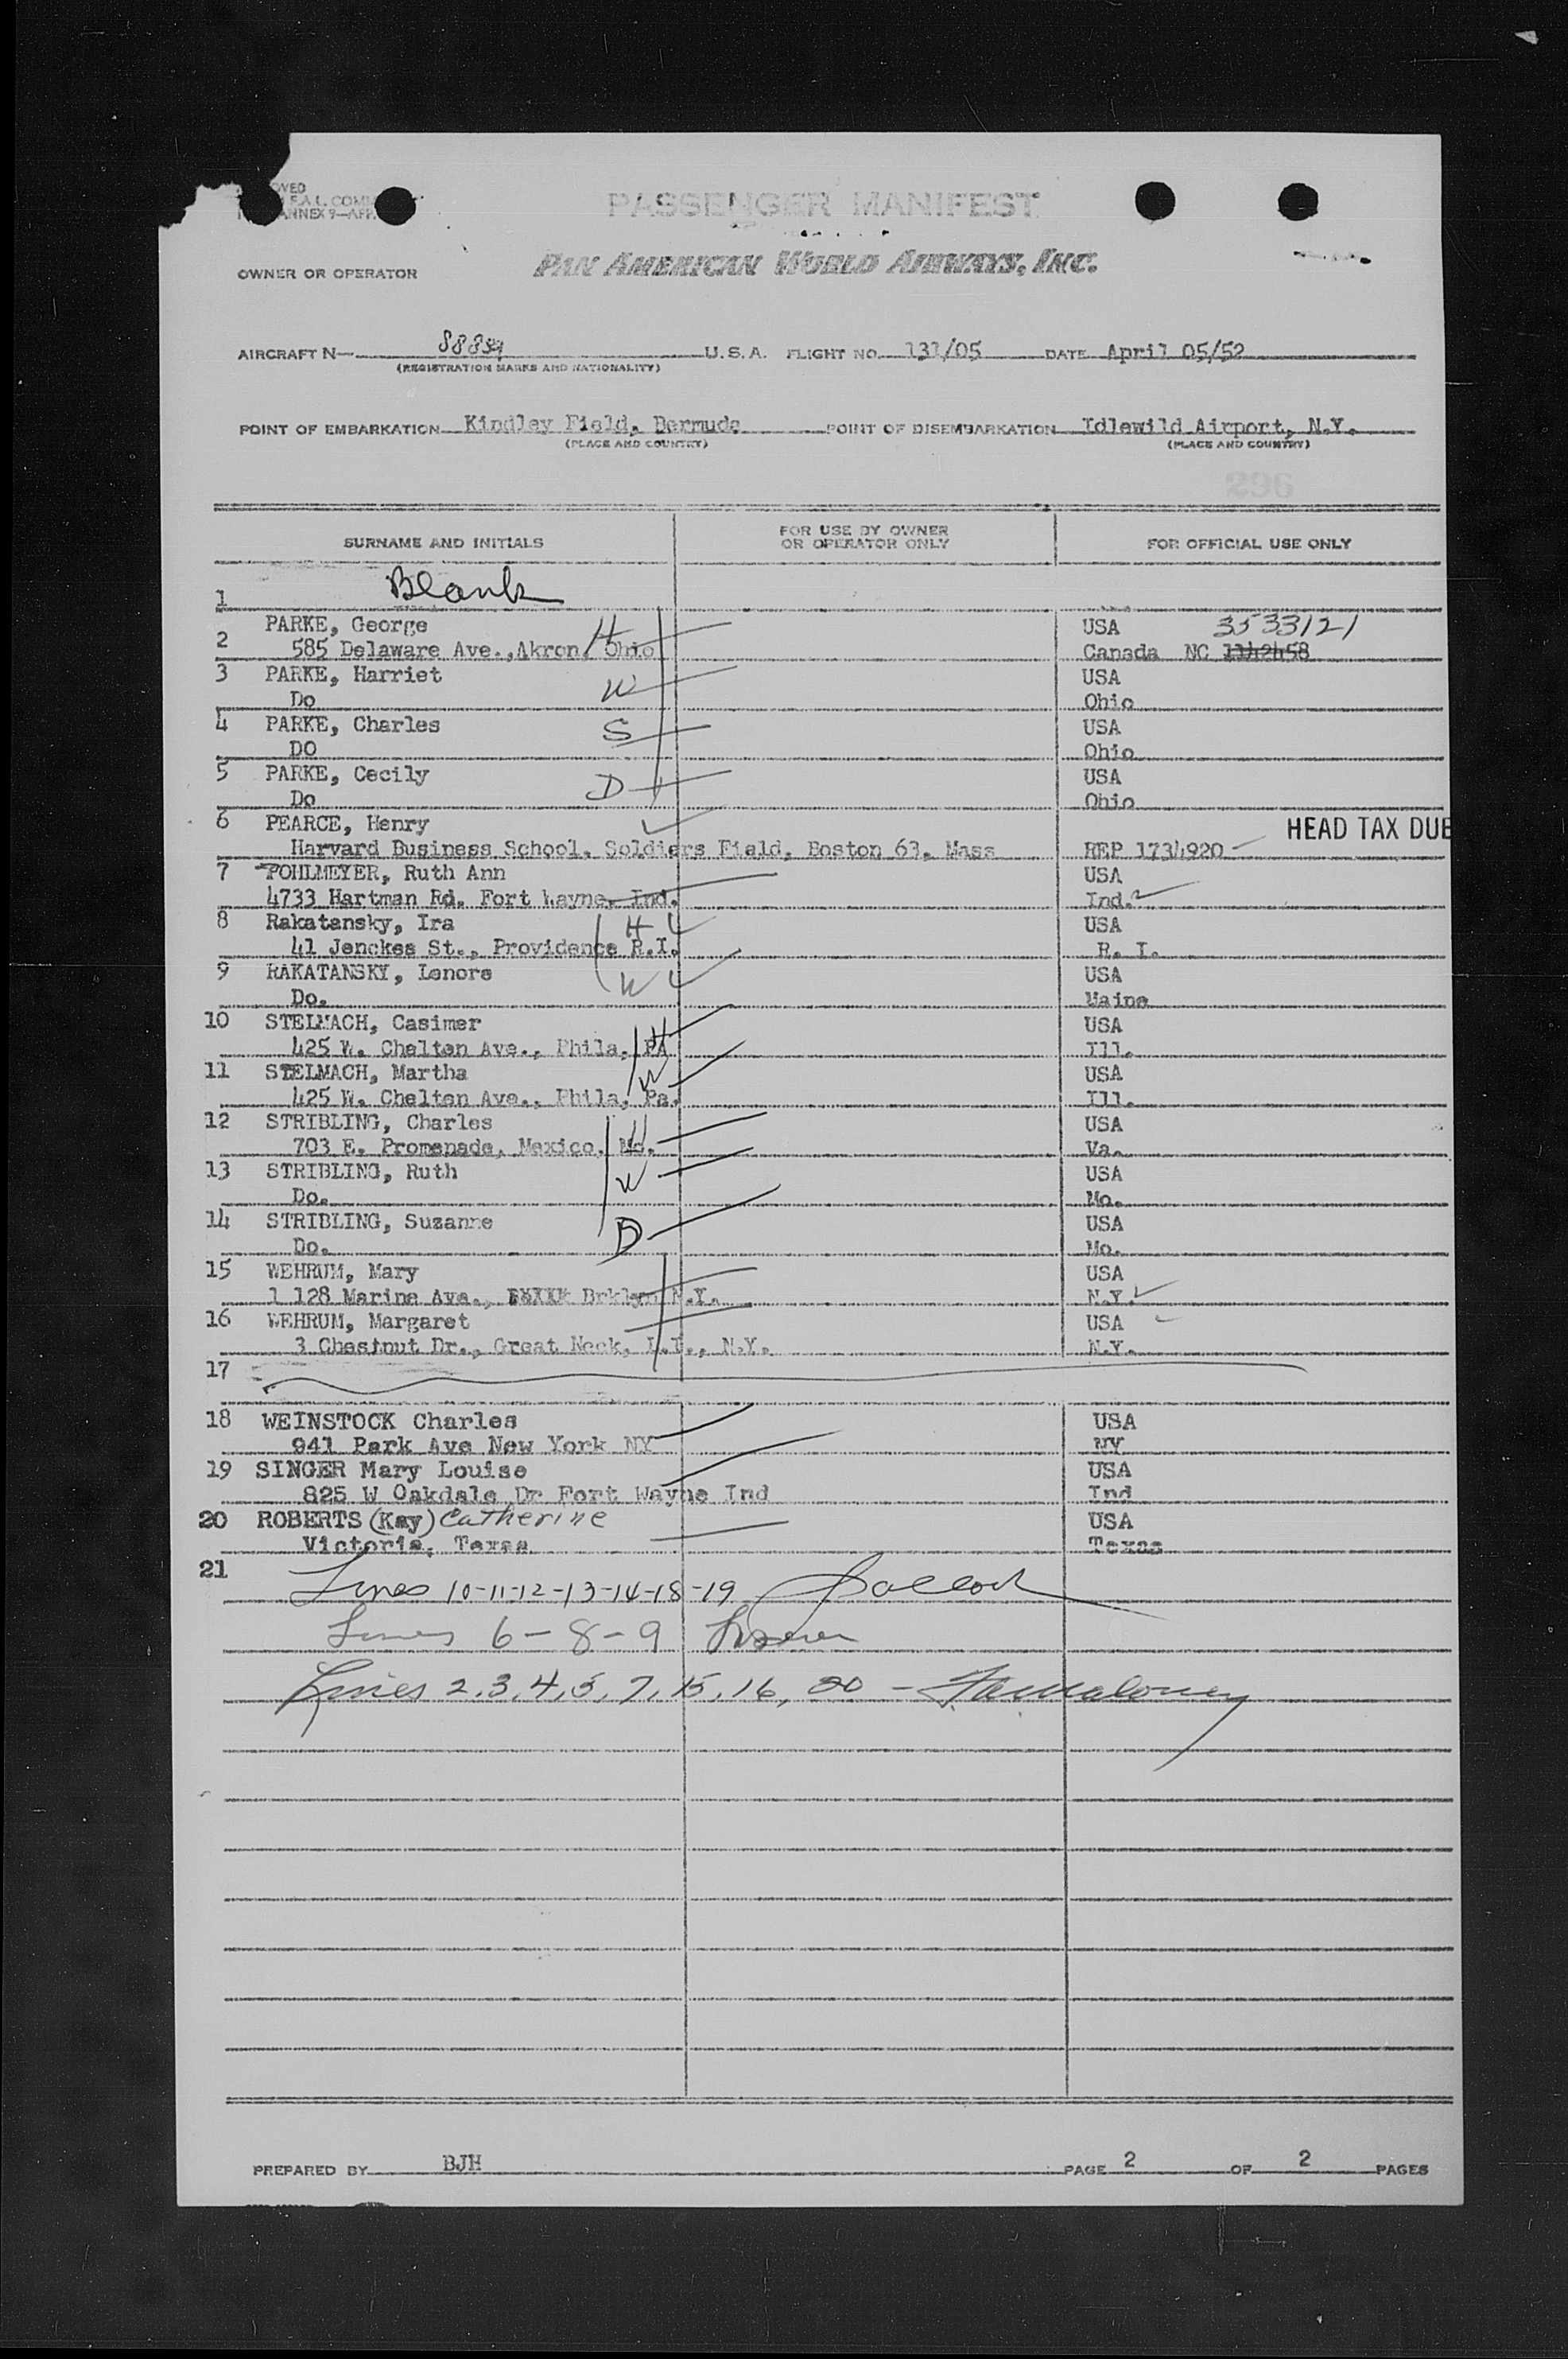 PASSENGER MANIFEST
OWNER OR OPERATOR PAN AMERICAN WORLD AIRWAYS, INC.
AIRCRAFT N— U.S.A. FLIGHT NO. 131/05 DATE April 05/52
(REGISTRATION MARKS AND NATIONALITY)
POINT OF EMBARKATION Kindley Field, Bermuda POINT OF DISEMBARKATION Idlewild Airport, N.Y.
(PLACE AND COUNTRY) (PLACE AND COUNTRY)
296
SURNAME AND INITIALS FOR USE BY OWNER OR OPERATOR ONLY FOR OFFICIAL USE ONLY
1 Blank
2 PARKE, George H USA 3533121
585 Delaware Ave.,Akron, Ohio Canada NC 1142458
3 PARKE, Harriet W USA
Do Ohio
4 PARKE, Charles S USA
DO Ohio
5 PARKE, Cecily D USA
Do Ohio
6 PEARCE, Henry HEAD TAX DUE
Harvard Business School, Soldiers Field, Boston 63, Mass REP 1734920
7 POHLMEYER, Ruth Ann USA
4733 Hartman Rd. Fort Wayne, Ind. Ind.
8 Rakatansky, Ira H USA
41 Jenckes St., Providence R.I. R. I.
9 RAKATANSKY, Lenore W USA
Do. Maine
10 STELMACH, Casimer H USA
425 W. Chelten Ave., Phila, PA Ill.
11 STELMACH, Martha W USA
425 W. Chelten Ave., Phila, Pa. Ill.
12 STRIBLING, Charles H USA
703 E. Promenade, Mexico, Mo. Va.
13 STRIBLING, Ruth W USA
Do. Mo.
14 STRIBLING, Suzanne D USA
Do. Mo.
15 WEHRUM, Mary USA
1 128 Marine Ave., Brklyn N.Y. N.Y.
16 WEHRUM, Margaret USA
3 Chestnut Dr., Great Neck, L.I., N.Y. N.Y.
17
18 WEINSTOCK Charles USA
941 Park Ave New York NY NY
19 SINGER Mary Louise USA
825 W Oakdale Dr Fort Wayne Ind Ind
20 ROBERTS (Kay) Catherine USA
Victoria, Texas Texas
21
Lines 10-11-12-13-14-18-19
Lines 6-8-9
Lines 2,3,4,5,7,15,16,20 -
PREPARED BY BJH PAGE 2 OF 2 PAGES